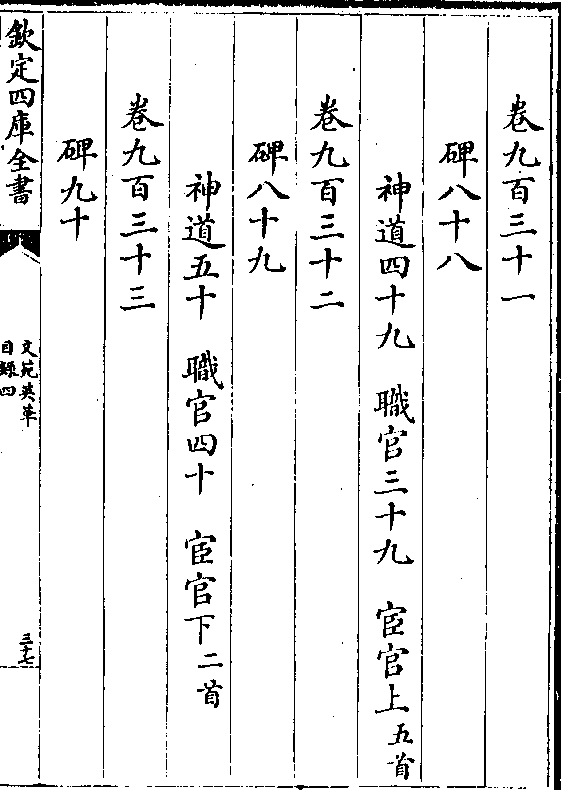 卷九百三十一
碑八十八
神道四十九 職官三十九 宦官上五首
卷九百三十二
碑八十九
神道五十 職官四十 宦官下二首
卷九百三十三
碑九十
欽定四庫全書
文苑英華
目錄四
三十七